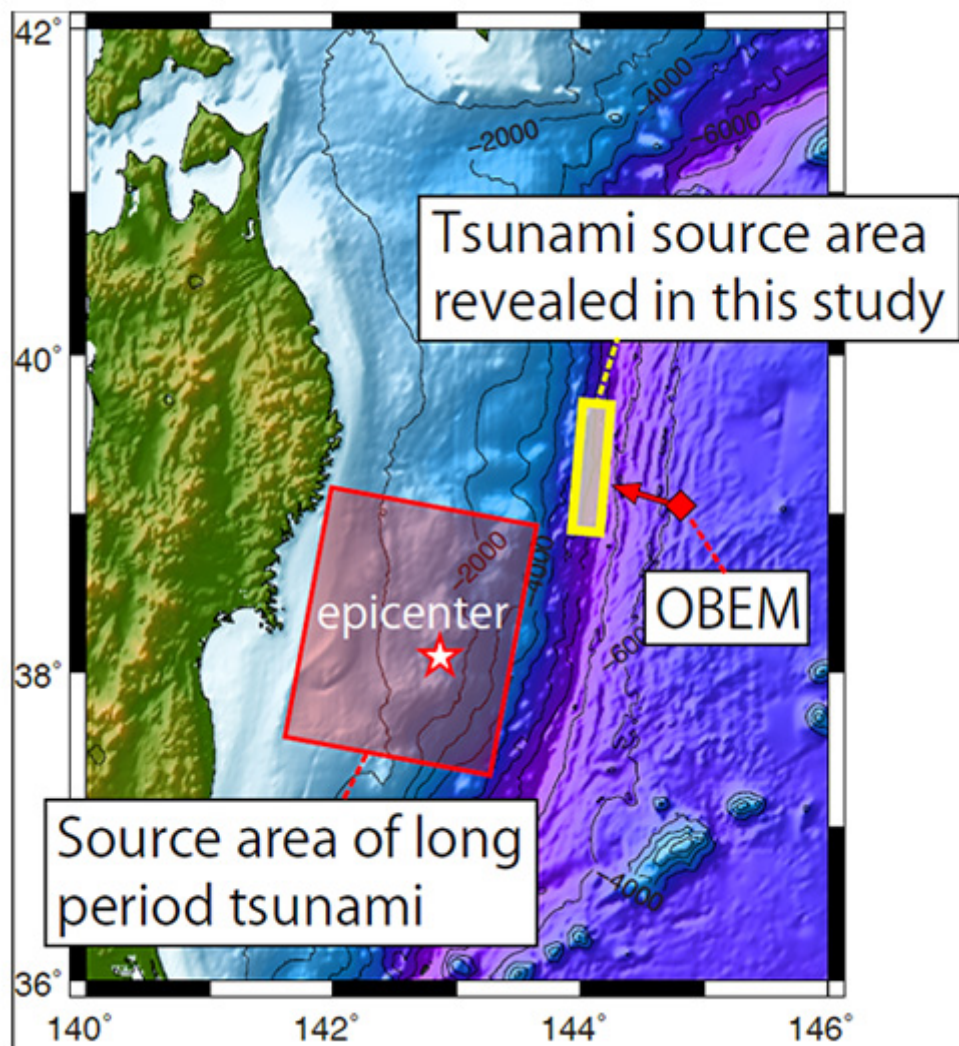 42°
−4000
−2000
−6000
Tsunami source area
revealed in this study
40°
−2000
epicenter
OBEM
38°
Source area of long
period tsunami
−4000
36°
140°
142°
144°
146°